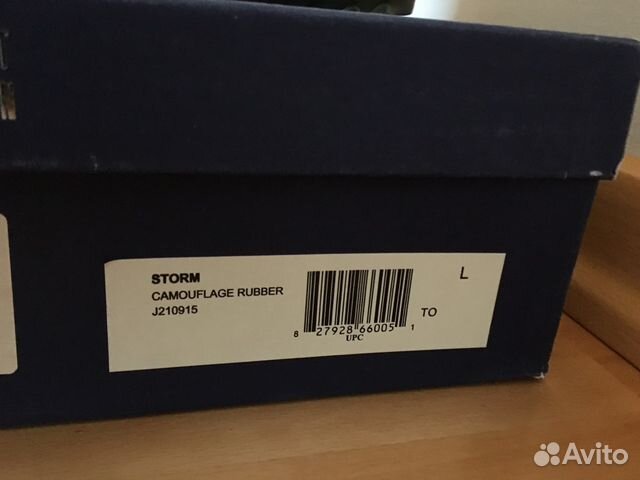 STORM
CAMOUFLAGE RUBBER
J210915
L
TO
8 27928 66005 1
UPC
Avito